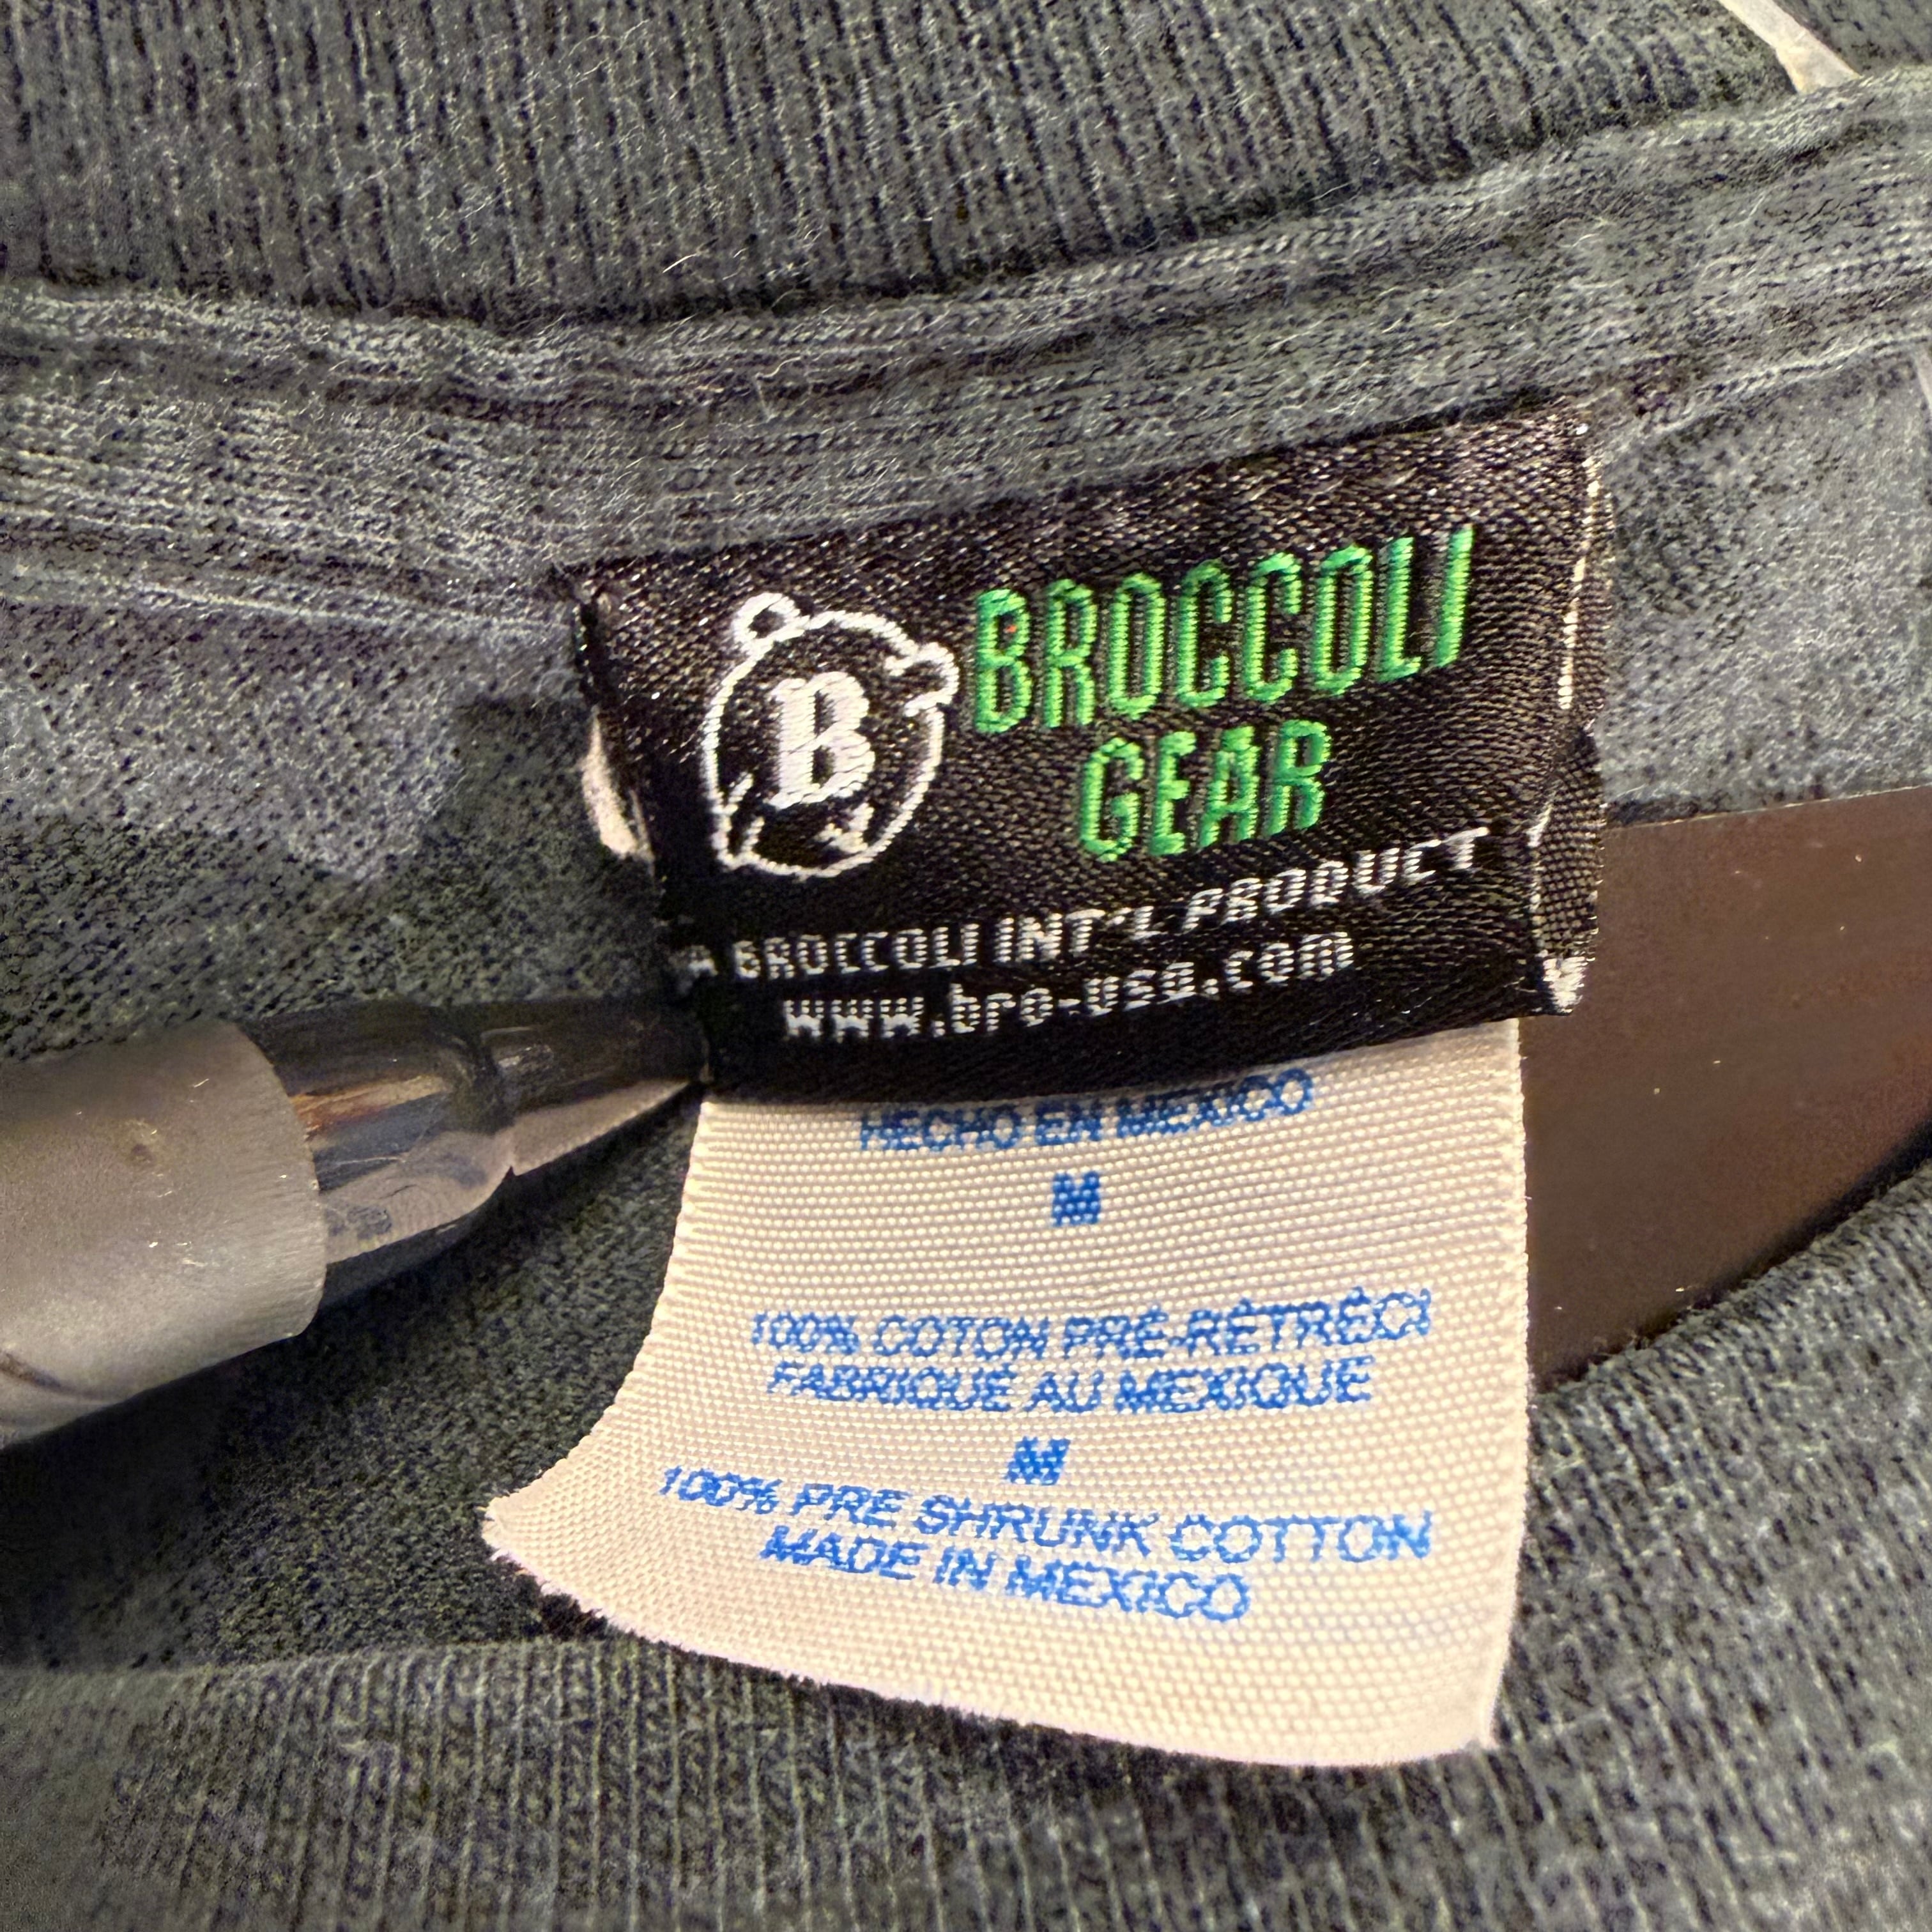 B
BROCCOLI
GEAR
A BROCCOLI INT'L PRODUCT
www.bro-usa.com
HECHO EN MEXICO
M
100% COTON PRÉ-RÉTRÉCI
FABRIQUÉ AU MEXIQUE
M
100% PRE SHRUNK COTTON
MADE IN MEXICO